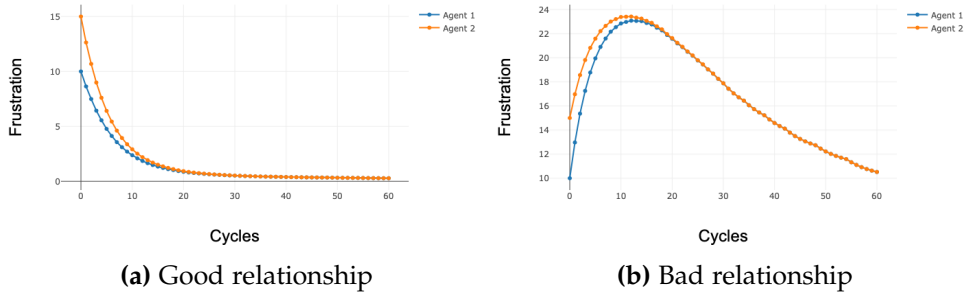 Agent 1
Agent 2
Frustration
15
10
5
0
0
10
20
30
40
50
60
Cycles
(a) Good relationship
Agent 1
Agent 2
Frustration
24
22
20
18
16
14
12
10
0
10
20
30
40
50
60
Cycles
(b) Bad relationship